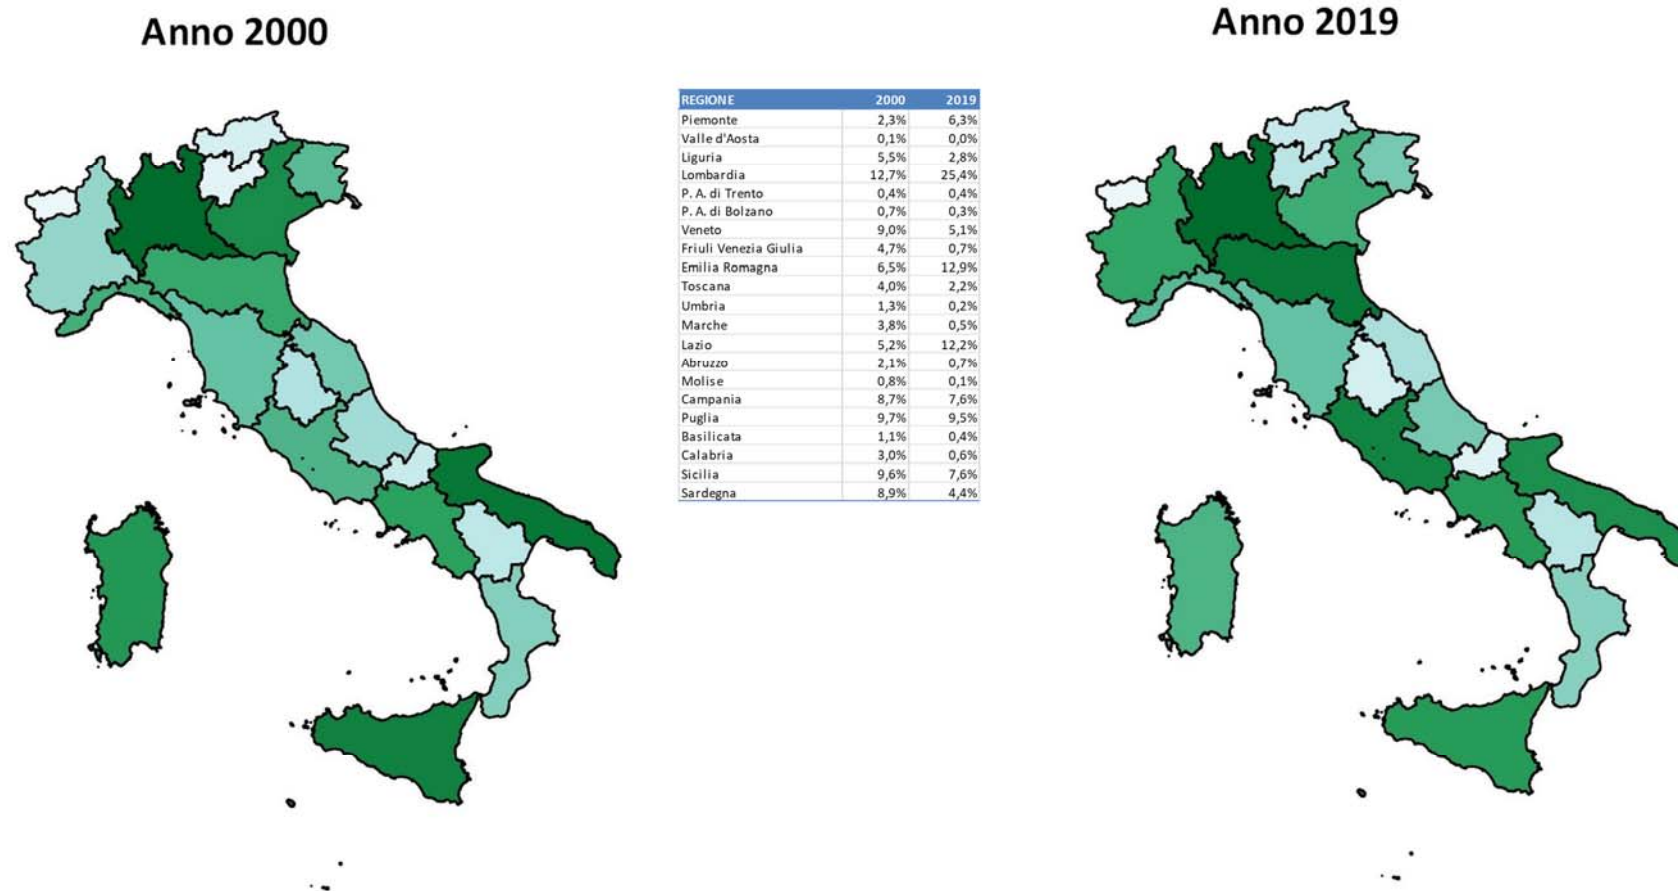 Anno 2000
Anno 2019
REGIONE 2000 2019
Piemonte 2,3% 6,3%
Valle d'Aosta 0,1% 0,0%
Liguria 5,5% 2,8%
Lombardia 12,7% 25,4%
P. A. di Trento 0,4% 0,4%
P. A. di Bolzano 0,7% 0,3%
Veneto 9,0% 5,1%
Friuli Venezia Giulia 4,7% 0,7%
Emilia Romagna 6,5% 12,9%
Toscana 4,0% 2,2%
Umbria 1,3% 0,2%
Marche 3,8% 0,5%
Lazio 5,2% 12,2%
Abruzzo 2,1% 0,7%
Molise 0,8% 0,1%
Campania 8,7% 7,6%
Puglia 9,7% 9,5%
Basilicata 1,1% 0,4%
Calabria 3,0% 0,6%
Sicilia 9,6% 7,6%
Sardegna 8,9% 4,4%